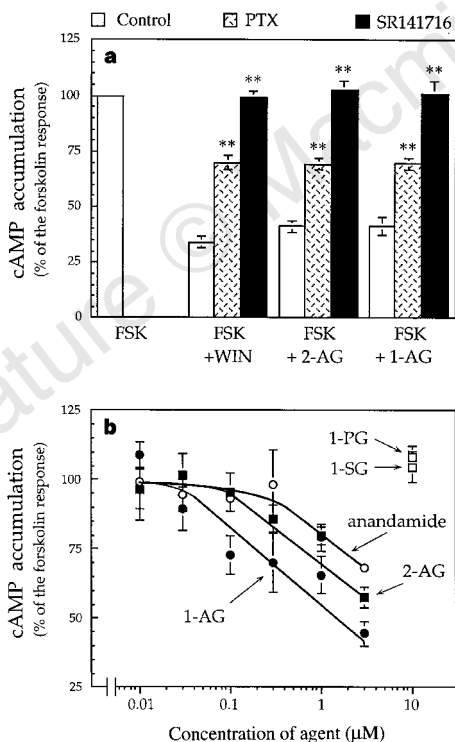 Control PTX SR141716
a
cAMP accumulation
(% of the forskolin response)
125
100
75
50
25
0
** ** **
** ** **
FSK FSK FSK FSK
+WIN + 2-AG + 1-AG
b
cAMP accumulation
(% of the forskolin response)
125
100
75
50
25
1-PG
1-SG
anandamide
2-AG
1-AG
0.01 0.1 1 10
Concentration of agent (μM)
ature © Macm